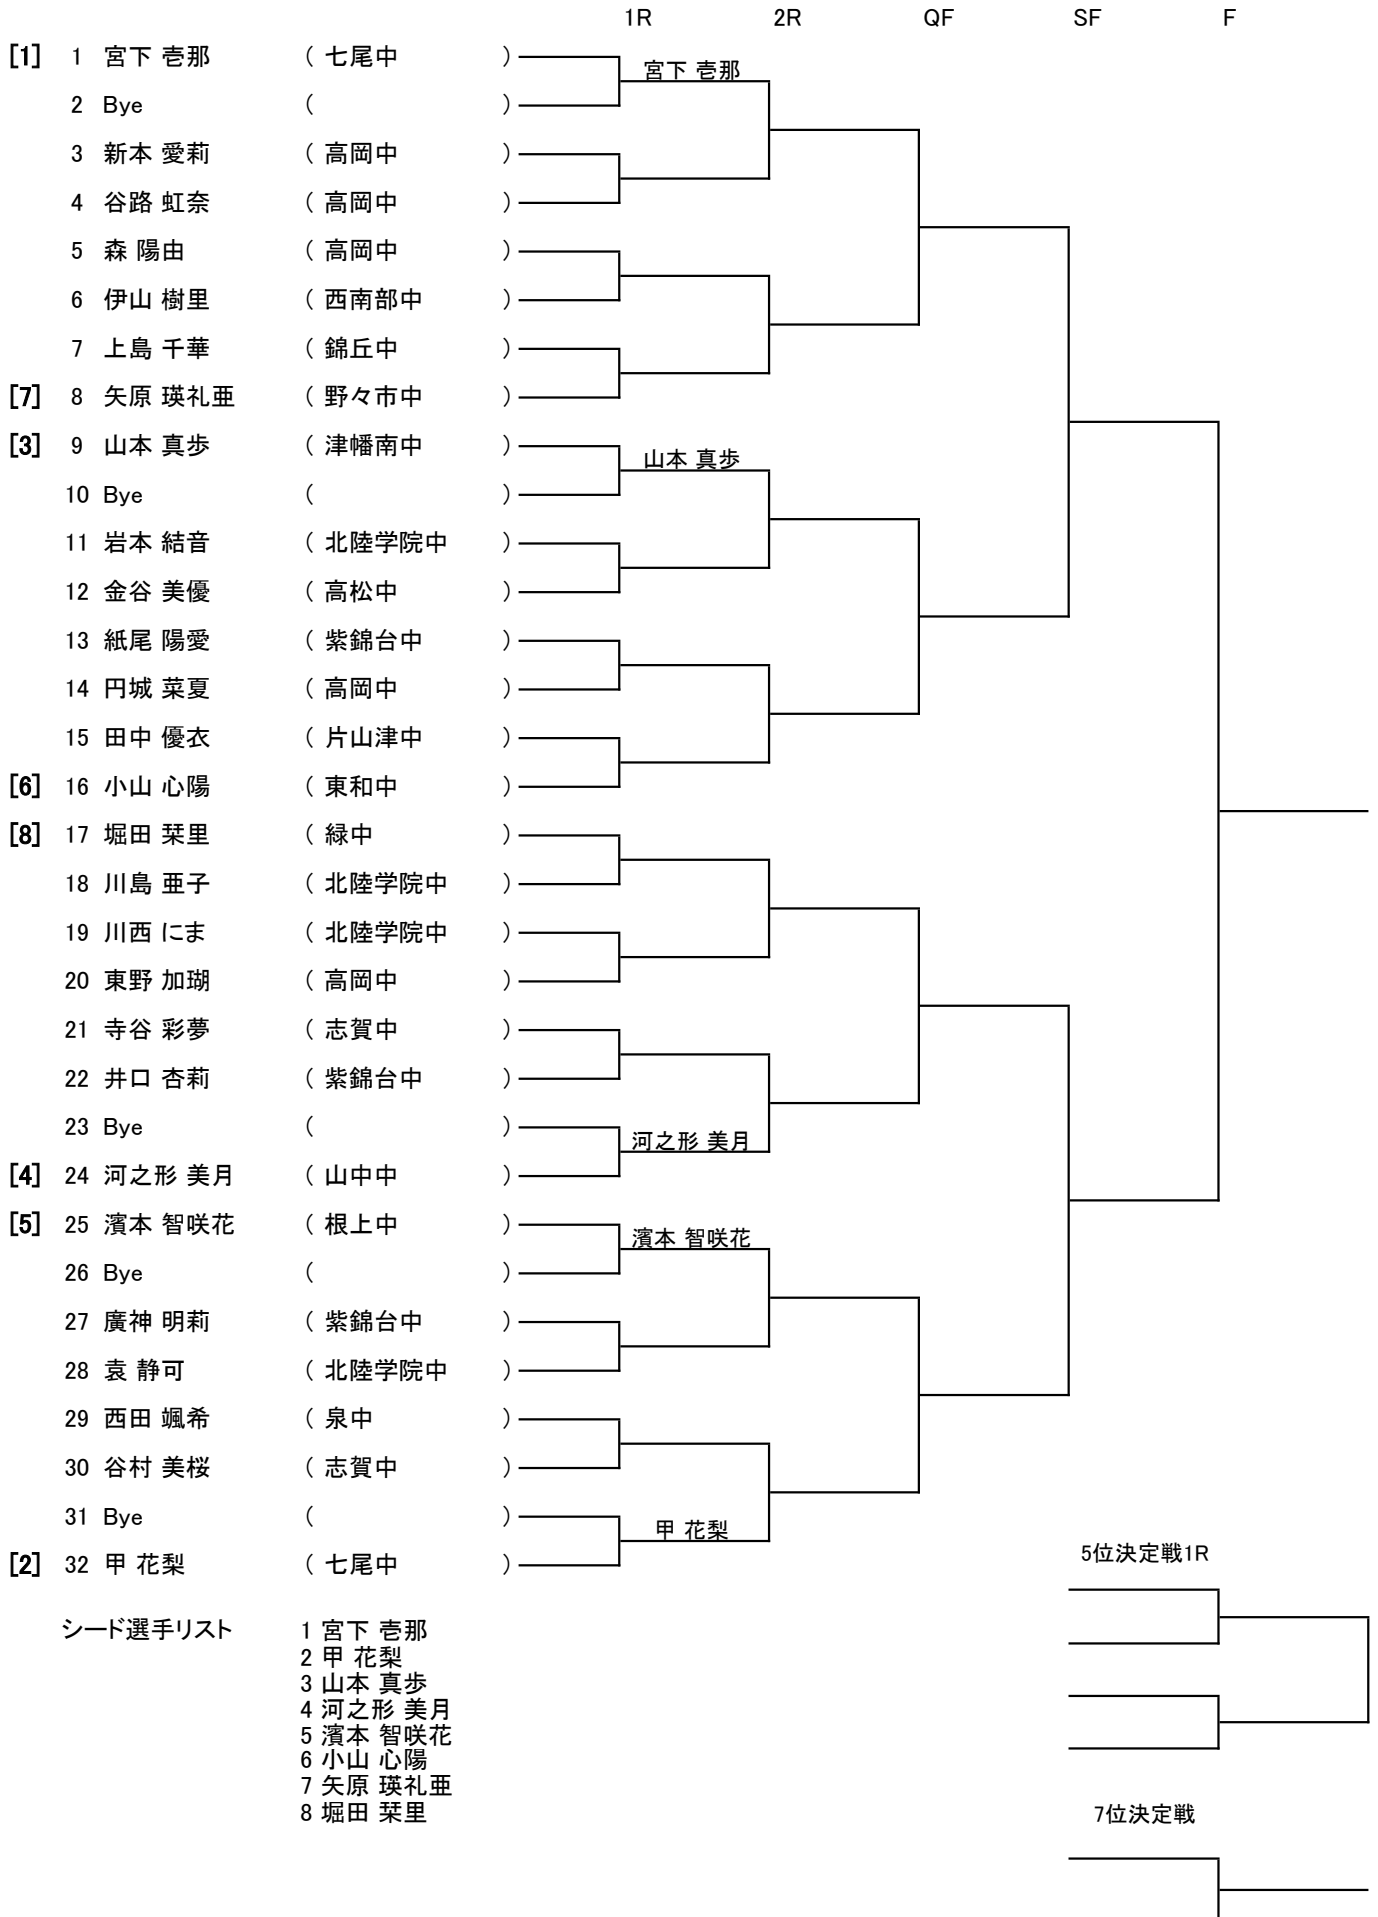 1R 2R QF SF F
[1] 1 宮下 壱那 ( 七尾中 )
宮下 壱那
2 Bye ( )
3 新本 愛莉 ( 高岡中 )
4 谷路 虹奈 ( 高岡中 )
5 森 陽由 ( 高岡中 )
6 伊山 樹里 ( 西南部中 )
7 上島 千華 ( 錦丘中 )
[7] 8 矢原 瑛礼亜 ( 野々市中 )
[3] 9 山本 真歩 ( 津幡南中 )
山本 真歩
10 Bye ( )
11 岩本 結音 ( 北陸学院中 )
12 金谷 美優 ( 高松中 )
13 紙尾 陽愛 ( 紫錦台中 )
14 円城 菜夏 ( 高岡中 )
15 田中 優衣 ( 片山津中 )
[6] 16 小山 心陽 ( 東和中 )
[8] 17 堀田 栞里 ( 緑中 )
18 川島 亜子 ( 北陸学院中 )
19 川西 にま ( 北陸学院中 )
20 東野 加瑚 ( 高岡中 )
21 寺谷 彩夢 ( 志賀中 )
22 井口 杏莉 ( 紫錦台中 )
23 Bye ( )
河之形 美月
[4] 24 河之形 美月 ( 山中中 )
[5] 25 濱本 智咲花 ( 根上中 )
濱本 智咲花
26 Bye ( )
27 廣神 明莉 ( 紫錦台中 )
28 袁 静可 ( 北陸学院中 )
29 西田 颯希 ( 泉中 )
30 谷村 美桜 ( 志賀中 )
31 Bye ( )
甲 花梨
[2] 32 甲 花梨 ( 七尾中 )
5位決定戦1R
シード選手リスト
1 宮下 壱那
2 甲 花梨
3 山本 真歩
4 河之形 美月
5 濱本 智咲花
6 小山 心陽
7 矢原 瑛礼亜
8 堀田 栞里
7位決定戦